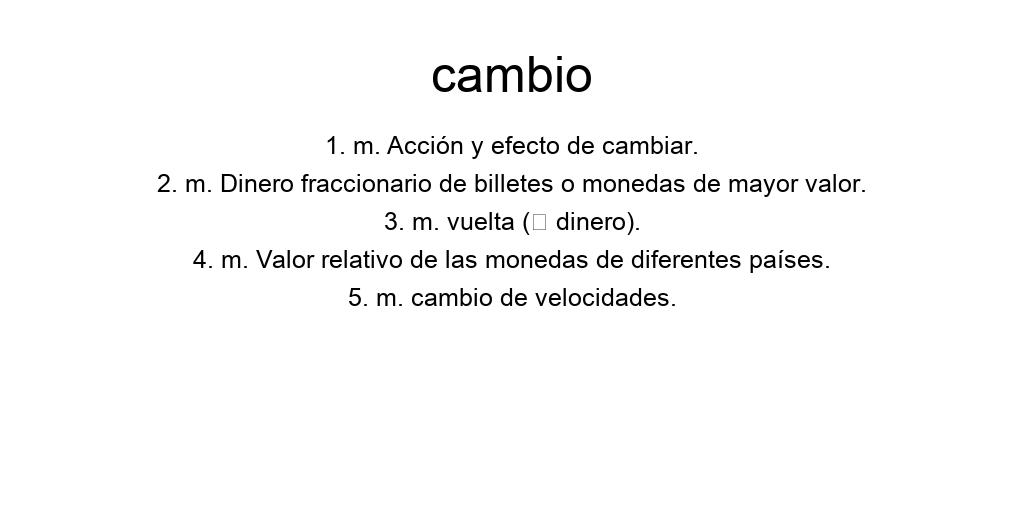 cambio
1. m. Acción y efecto de cambiar.
2. m. Dinero fraccionario de billetes o monedas de mayor valor.
3. m. vuelta (□ dinero).
4. m. Valor relativo de las monedas de diferentes países.
5. m. cambio de velocidades.